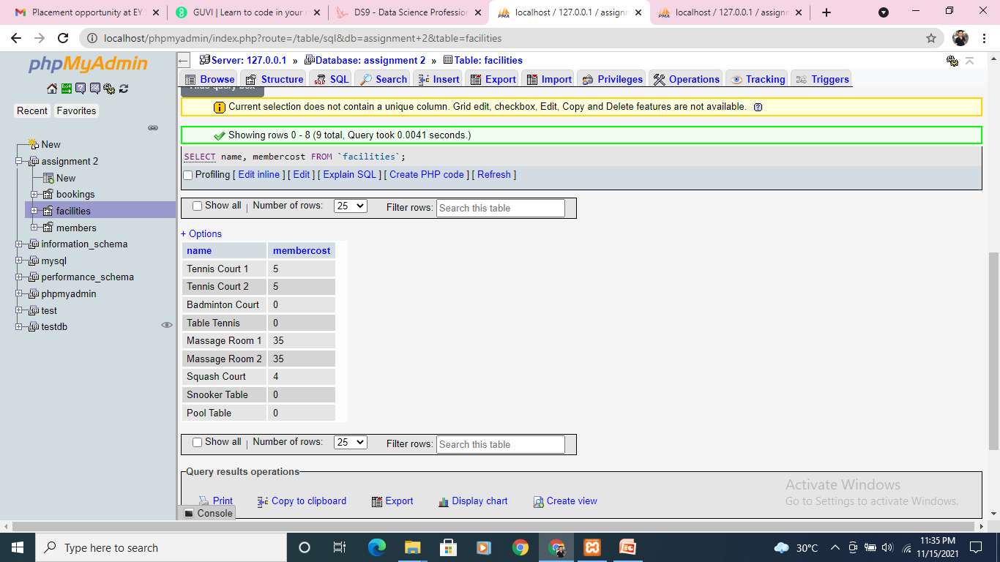 Placement opportunity at EY
GUVI | Learn to code in your
DS9 - Data Science Profession
localhost / 127.0.0.1 / assignm
localhost / 127.0.0.1 / assignm
localhost/phpmyadmin/index.php?route=/table/sql&db=assignment+2&table=facilities
phpMyAdmin
Recent Favorites
New
assignment 2
New
bookings
facilities
members
information_schema
mysql
performance_schema
phpmyadmin
test
testdb
Server: 127.0.0.1 » Database: assignment 2 » Table: facilities
Browse Structure SQL Search Insert Export Import Privileges Operations Tracking Triggers
Hide query box
Current selection does not contain a unique column. Grid edit, checkbox, Edit, Copy and Delete features are not available.
Showing rows 0 - 8 (9 total, Query took 0.0041 seconds.)
SELECT name, membercost FROM `facilities`;
Profiling [ Edit inline ] [ Edit ] [ Explain SQL ] [ Create PHP code ] [ Refresh ]
Show all | Number of rows: 25 Filter rows: Search this table
+ Options
name membercost
Tennis Court 1 5
Tennis Court 2 5
Badminton Court 0
Table Tennis 0
Massage Room 1 35
Massage Room 2 35
Squash Court 4
Snooker Table 0
Pool Table 0
Show all | Number of rows: 25 Filter rows: Search this table
Query results operations
Print Copy to clipboard Export Display chart Create view
Console
Activate Windows
Go to Settings to activate Windows.
Type here to search
30°C
11:35 PM
11/15/2021